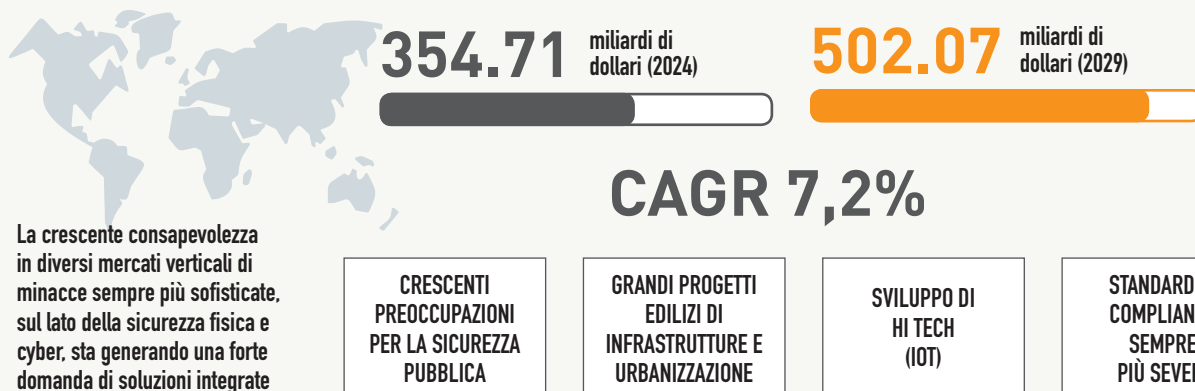 354.71
miliardi di
dollari (2024)
502.07
miliardi di
dollari (2029)
CAGR 7,2%
La crescente consapevolezza
in diversi mercati verticali di
minacce sempre più sofisticate,
sul lato della sicurezza fisica e
cyber, sta generando una forte
domanda di soluzioni integrate
CRESCENTI
PREOCCUPAZIONI
PER LA SICUREZZA
PUBBLICA
GRANDI PROGETTI
EDILIZI DI
INFRASTRUTTURE E
URBANIZZAZIONE
SVILUPPO DI
HI TECH
(IOT)
STANDARD
SEMPRE
PIÙ